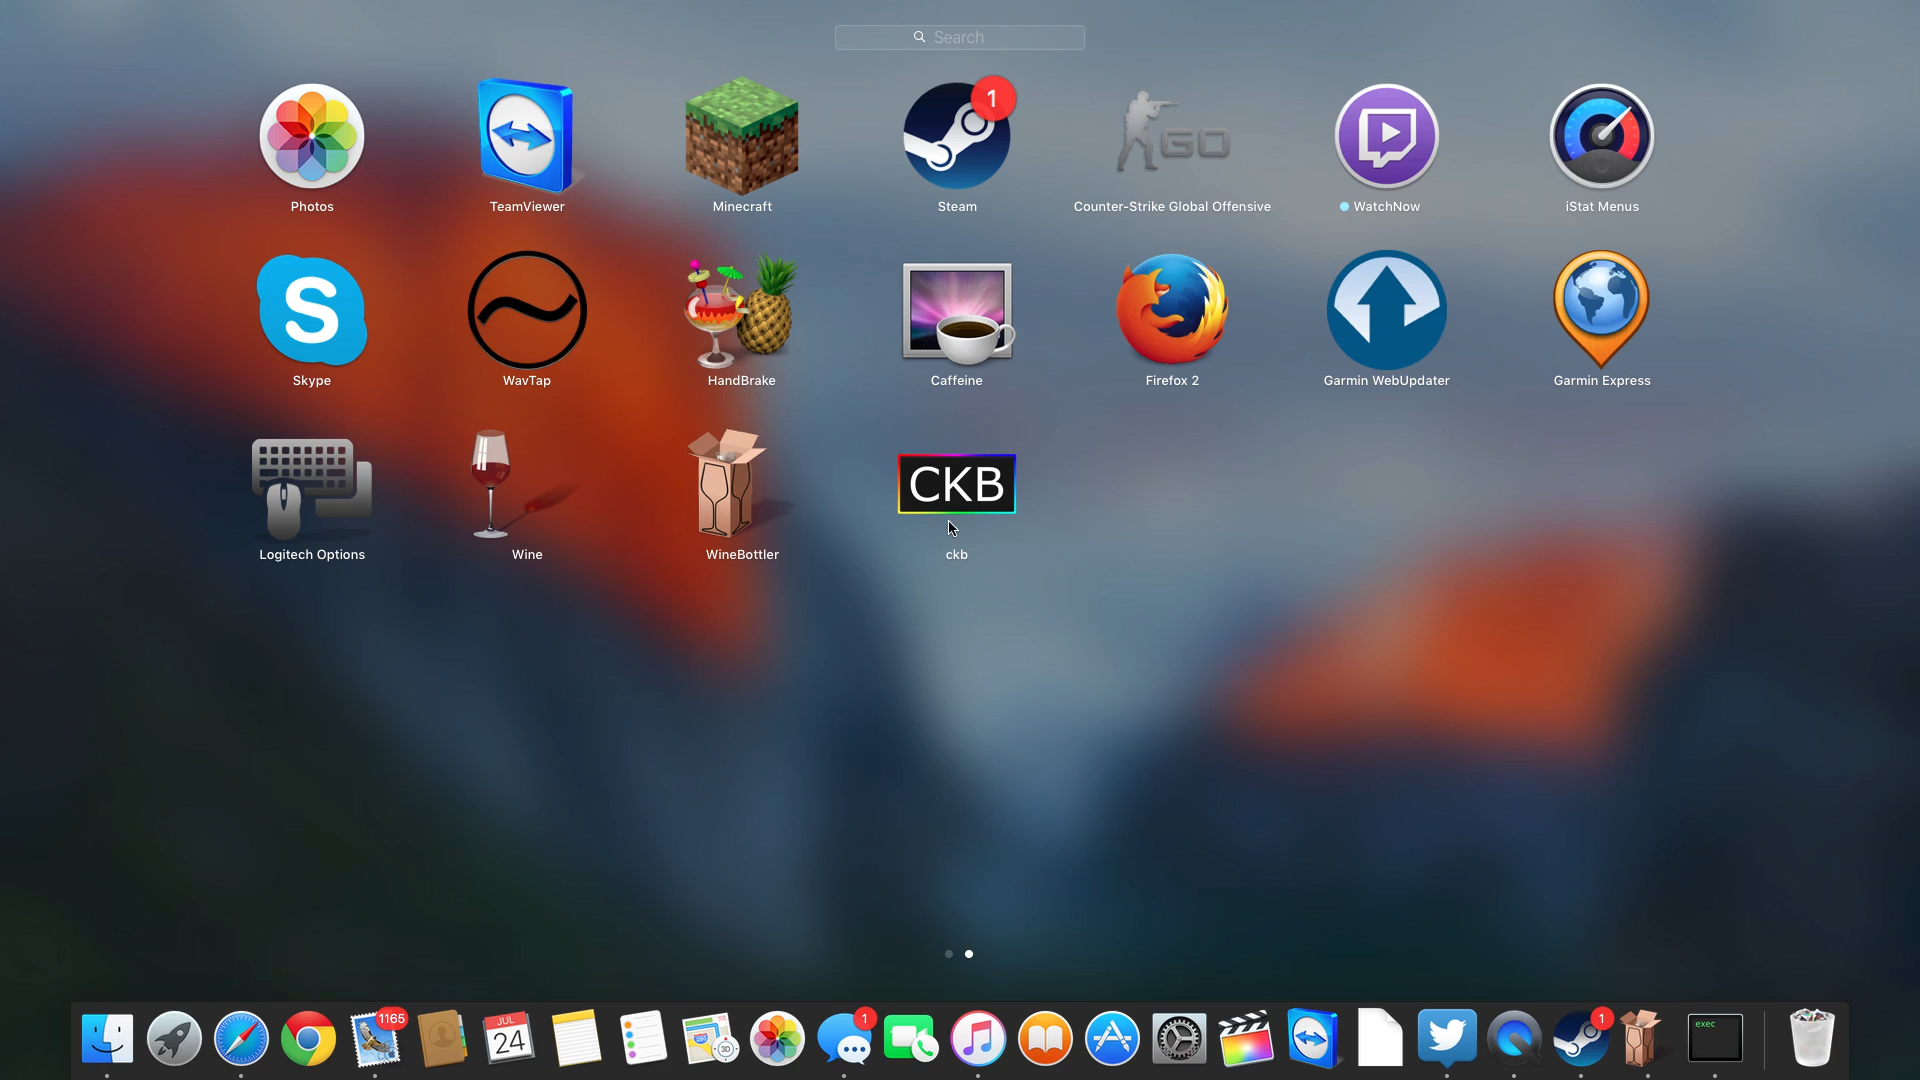 Search
1
GO
Photos
TeamViewer
Minecraft
Steam
Counter-Strike Global Offensive
WatchNow
iStat Menus
S
Skype
WavTap
HandBrake
Caffeine
Firefox 2
Garmin WebUpdater
Garmin Express
CKB
Logitech Options
Wine
WineBottler
ckb
1165
JUL
24
3D
1
1
exec